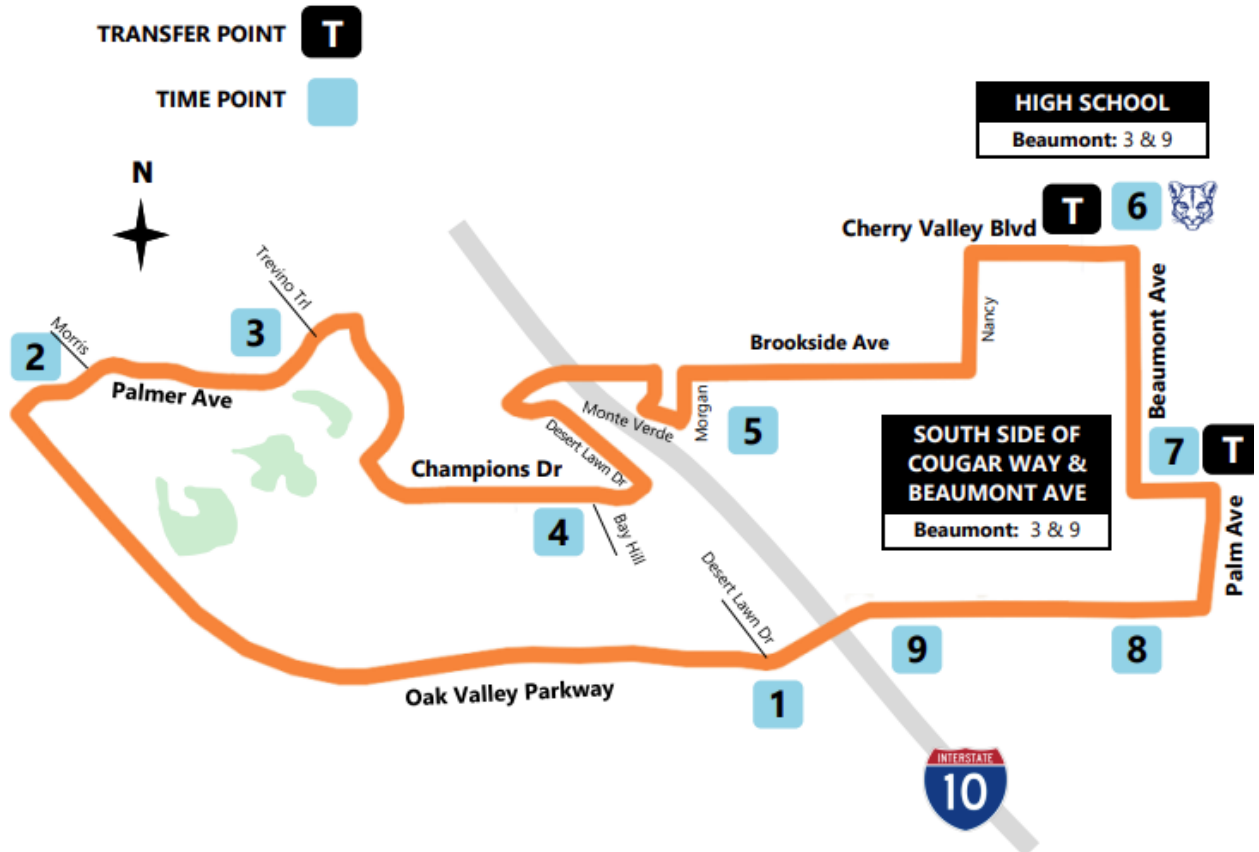 TRANSFER POINT T
TIME POINT
HIGH SCHOOL
Beaumont: 3 & 9
N
T 6
Cherry Valley Blvd
Trevino Trl
3
Morris
2
Palmer Ave
Nancy
Beaumont Ave
Brookside Ave
Monte Verde
Morgan
5
Desert Lawn Dr
Champions Dr
SOUTH SIDE OF
COUGAR WAY &
BEAUMONT AVE
Beaumont: 3 & 9
7 T
4
Bay Hill
Palm Ave
Desert Lawn Dr
9
8
Oak Valley Parkway
1
INTERSTATE
10